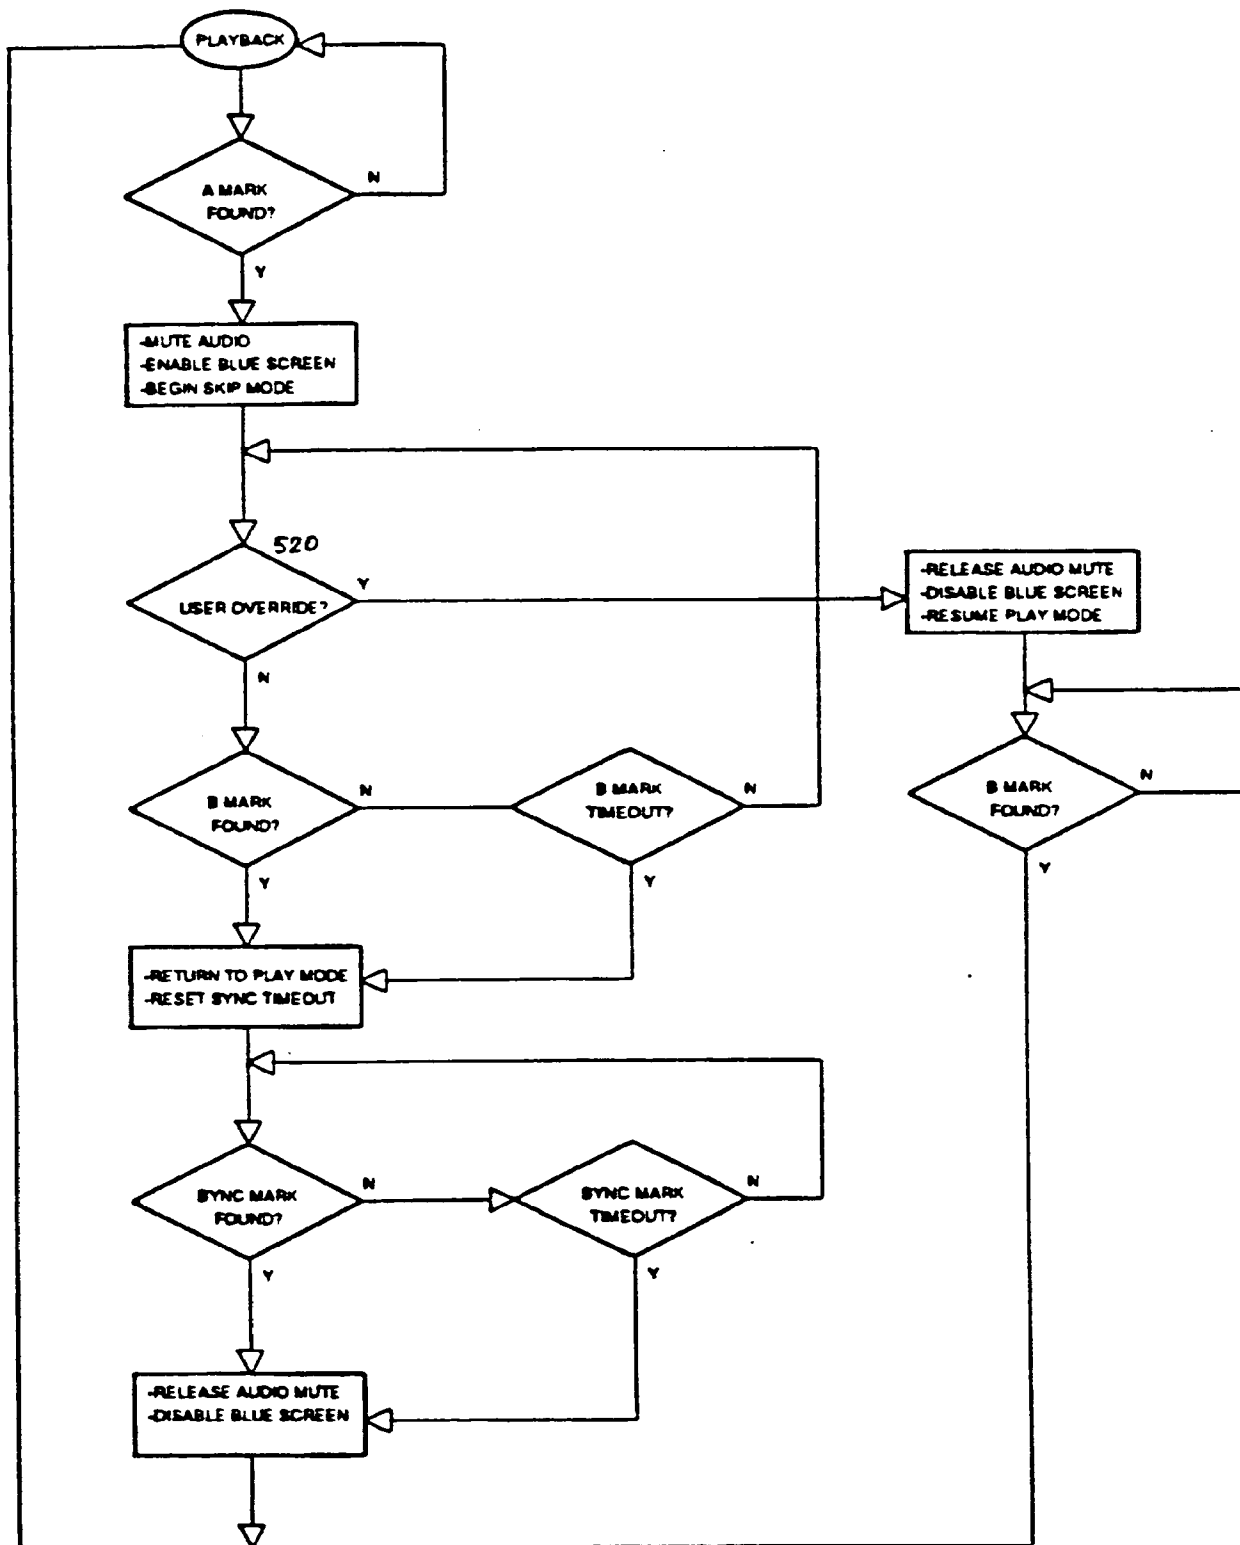 PLAYBACK
A MARK
FOUND?
N
Y
-MUTE AUDIO
-ENABLE BLUE SCREEN
-BEGIN SKIP MODE
520
USER OVERRIDE?
Y
N
-RELEASE AUDIO MUTE
-DISABLE BLUE SCREEN
-RESUME PLAY MODE
B MARK
FOUND?
N
Y
B MARK
TIMEOUT?
N
Y
B MARK
FOUND?
N
Y
-RETURN TO PLAY MODE
-RESET SYNC TIMEOUT
SYNC MARK
FOUND?
N
Y
SYNC MARK
TIMEOUT?
N
Y
-RELEASE AUDIO MUTE
-DISABLE BLUE SCREEN